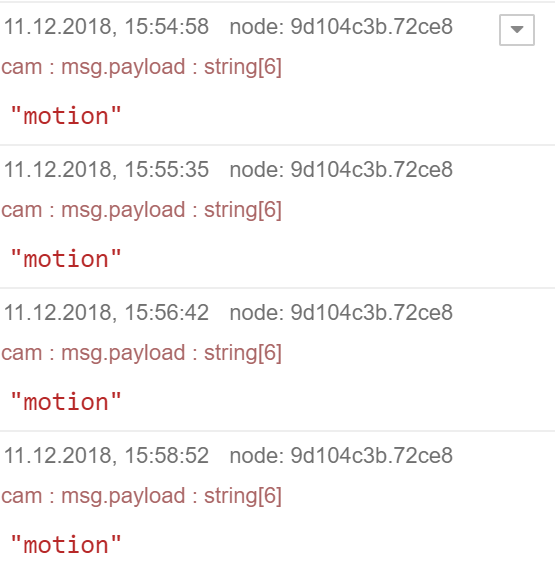 11.12.2018, 15:54:58 node: 9d104c3b.72ce8
cam : msg.payload : string[6]
"motion"
11.12.2018, 15:55:35 node: 9d104c3b.72ce8
cam : msg.payload : string[6]
"motion"
11.12.2018, 15:56:42 node: 9d104c3b.72ce8
cam : msg.payload : string[6]
"motion"
11.12.2018, 15:58:52 node: 9d104c3b.72ce8
cam : msg.payload : string[6]
"motion"